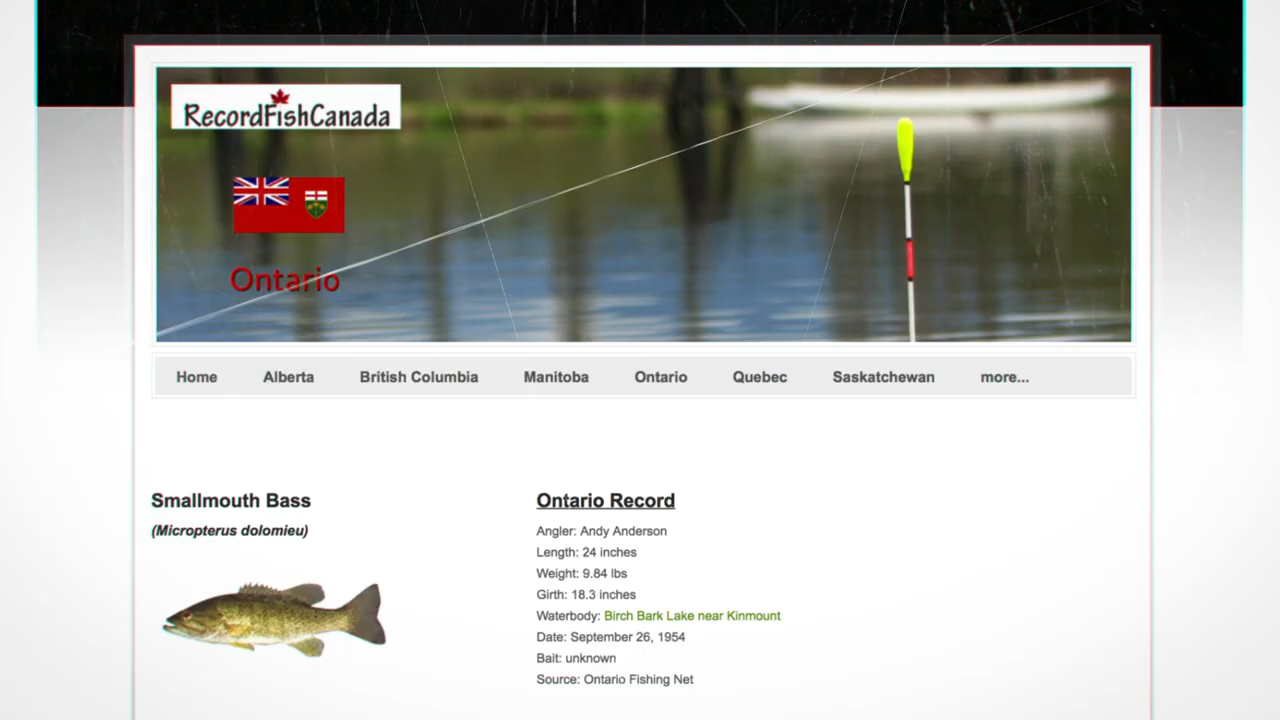 RecordFishCanada
Ontario
Home Alberta British Columbia Manitoba Ontario Quebec Saskatchewan more...
Smallmouth Bass
(Micropterus dolomieu)
Ontario Record
Angler: Andy Anderson
Length: 24 inches
Weight: 9.84 lbs
Girth: 18.3 inches
Waterbody: Birch Bark Lake near Kinmount
Date: September 26, 1954
Bait: unknown
Source: Ontario Fishing Net